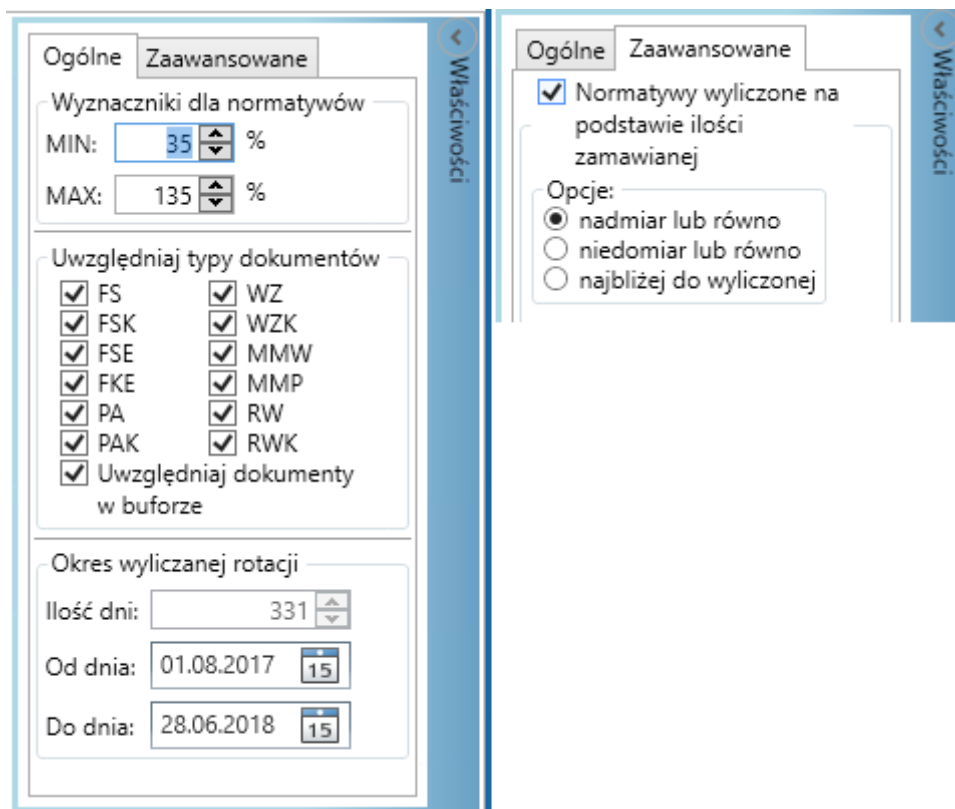 Ogólne Zaawansowane
Wyznaczniki dla normatywów
MIN: 35 %
MAX: 135 %
Uwzględniaj typy dokumentów
FS WZ
FSK WZK
FSE MMW
FKE MMP
PA RW
PAK RWK
Uwzględniaj dokumenty
w buforze
Okres wyliczanej rotacji
Ilość dni: 331
Od dnia: 01.08.2017 15
Do dnia: 28.06.2018 15
Właściwości
Ogólne Zaawansowane
Normatywy wyliczone na
podstawie ilości
zamawianej
Opcje:
nadmiar lub równo
niedomiar lub równo
najbliżej do wyliczonej
Właściwości